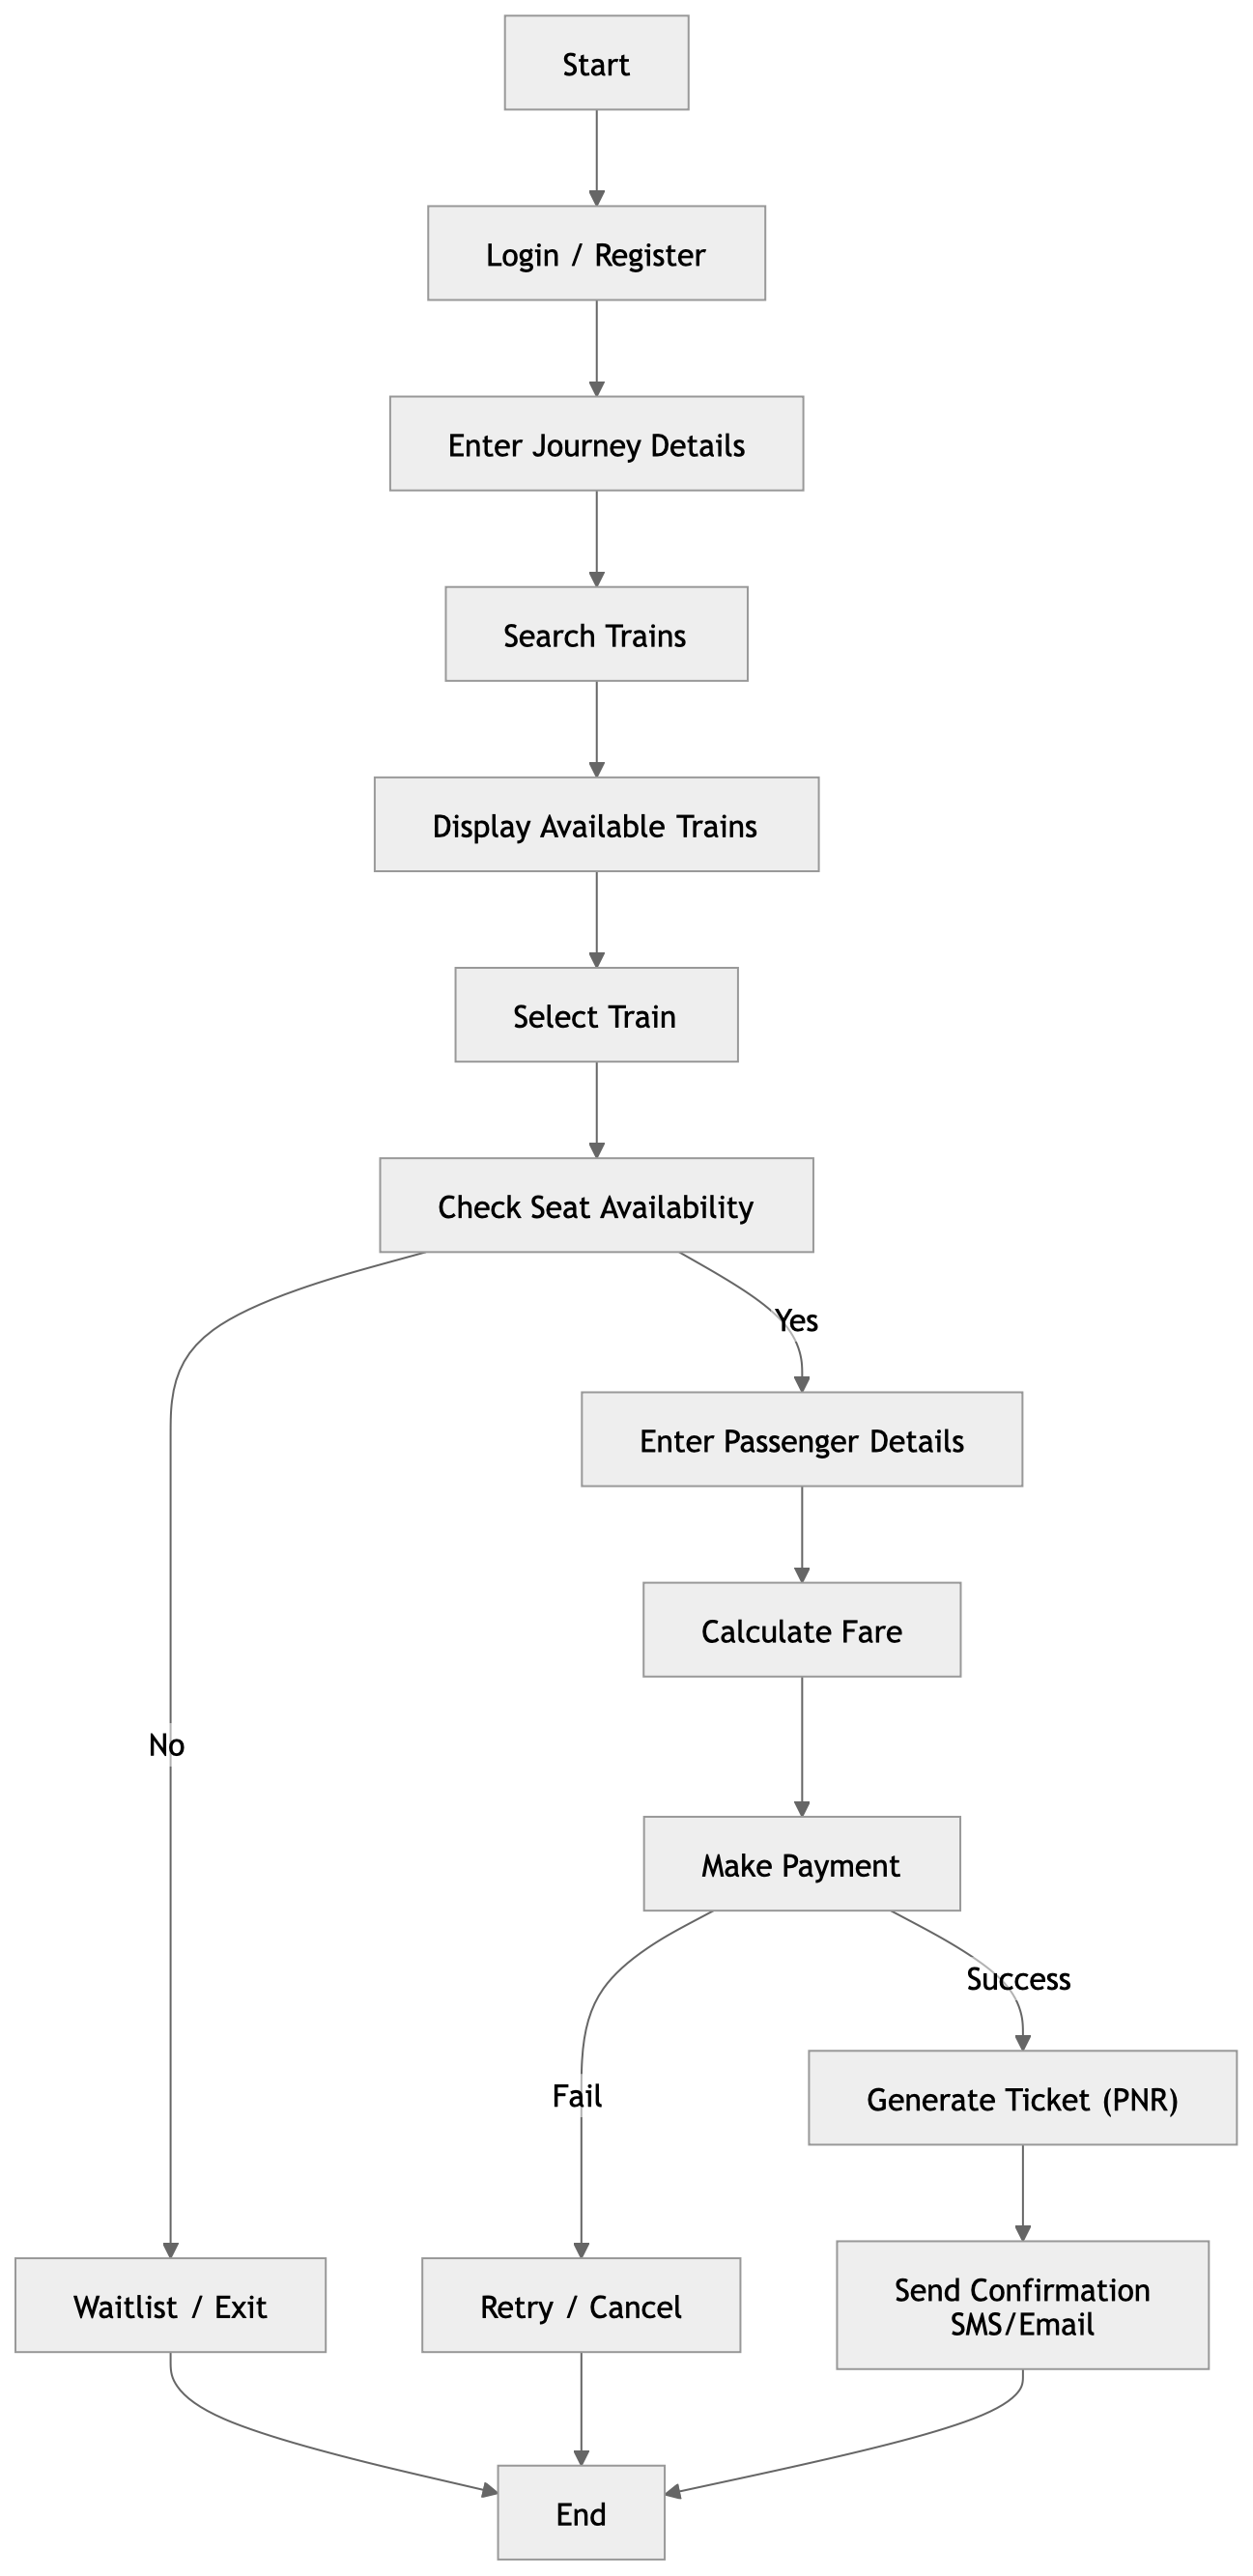 Start
Login / Register
Enter Journey Details
Search Trains
Display Available Trains
Select Train
Check Seat Availability
Yes
Enter Passenger Details
Calculate Fare
No
Make Payment
Success
Fail
Generate Ticket (PNR)
Waitlist / Exit
Retry / Cancel
Send Confirmation
SMS/Email
End